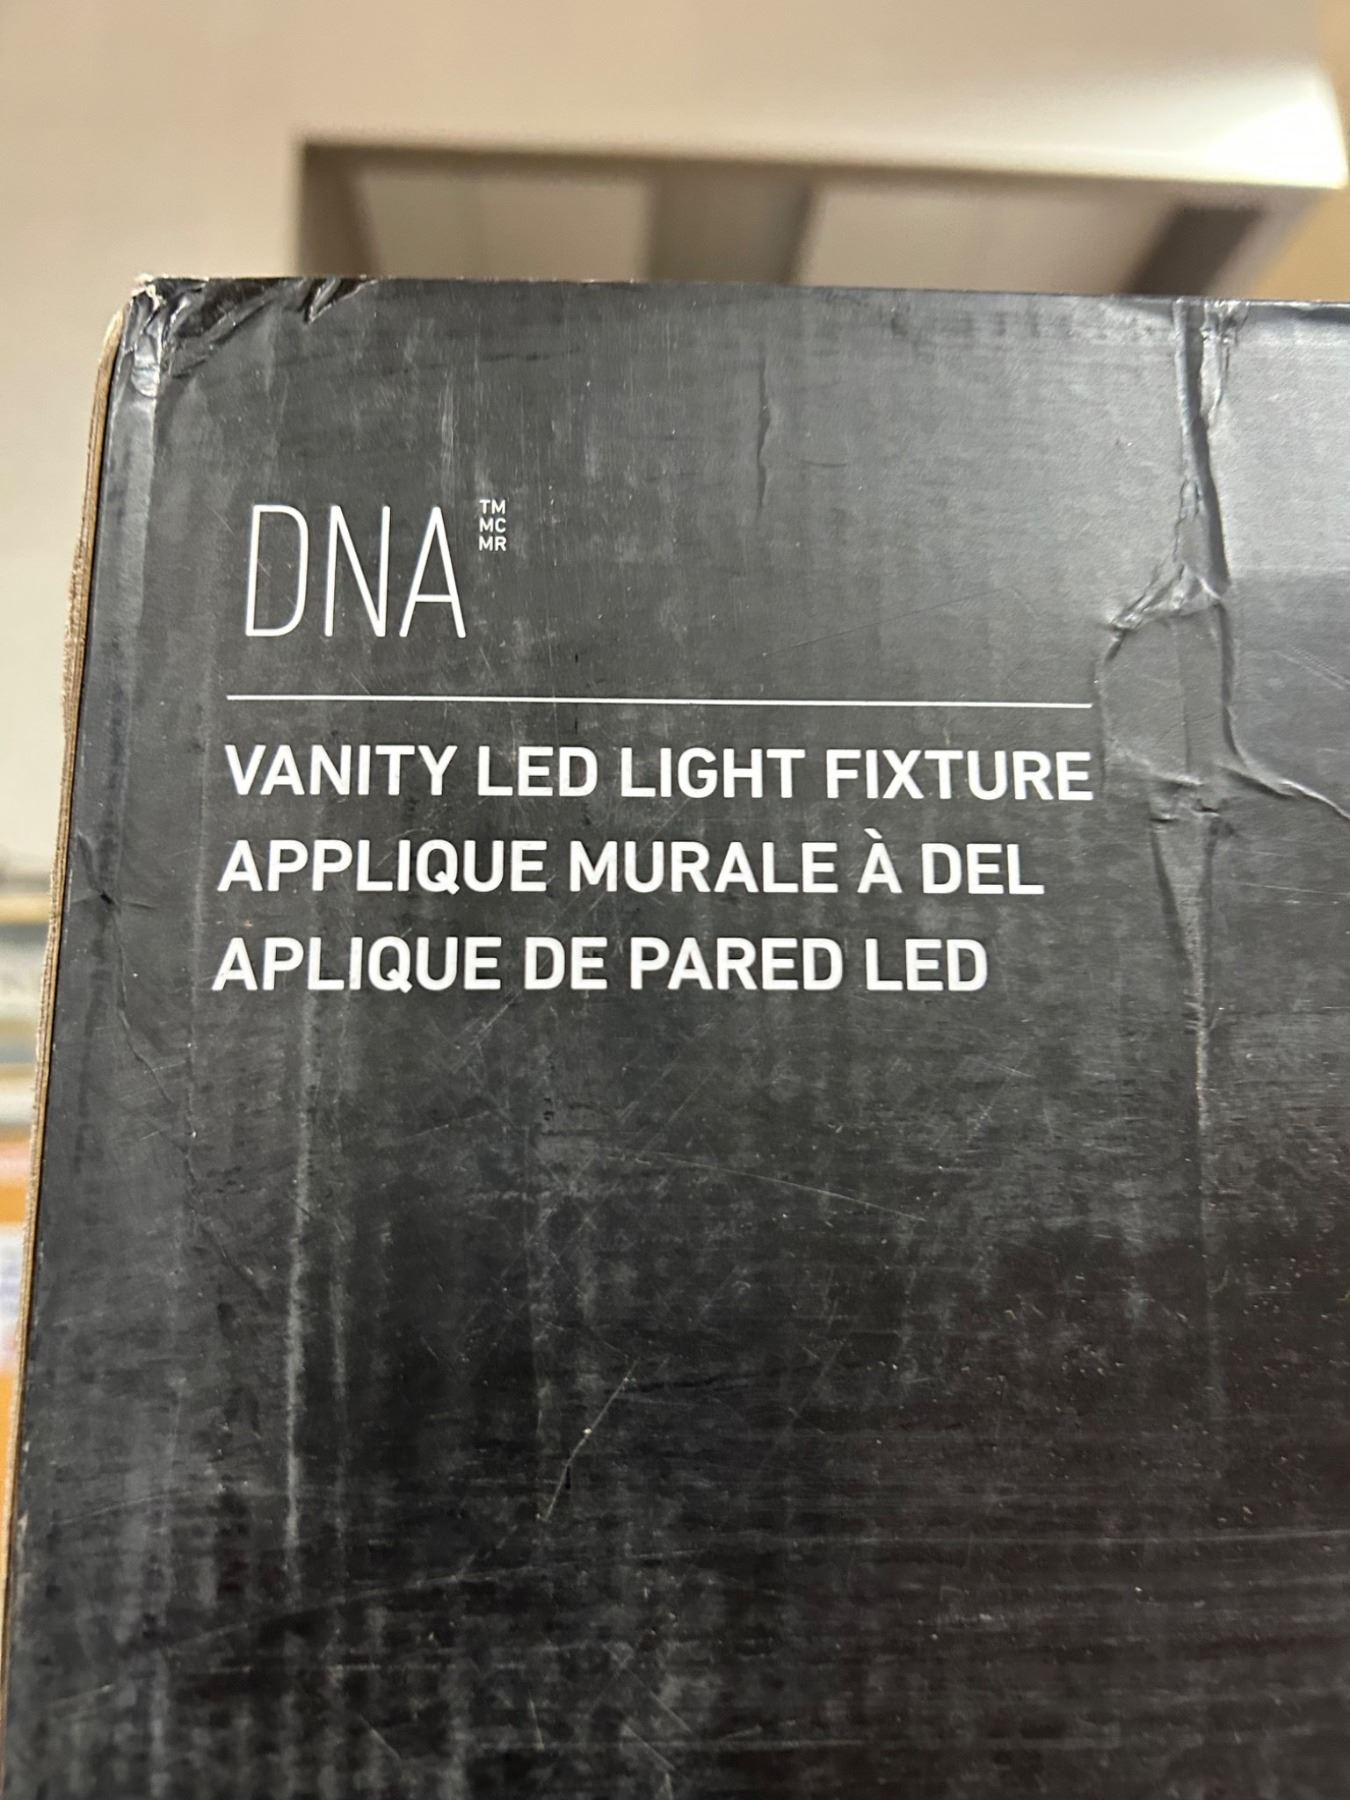 DNA
TM
MC
MR
VANITY LED LIGHT FIXTURE
APPLIQUE MURALE À DEL
APLIQUE DE PARED LED